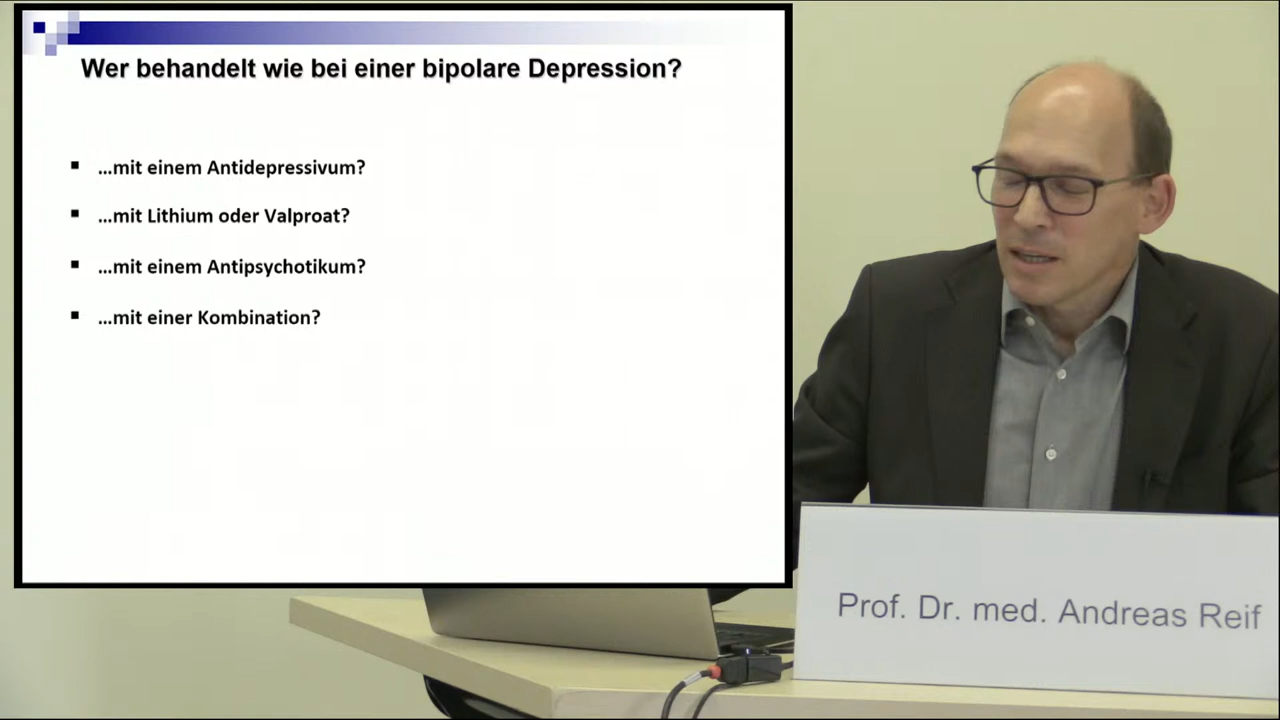 Wer behandelt wie bei einer bipolare Depression?
...mit einem Antidepressivum?
...mit Lithium oder Valproat?
...mit einem Antipsychotikum?
...mit einer Kombination?
Prof. Dr. med. Andreas Reif